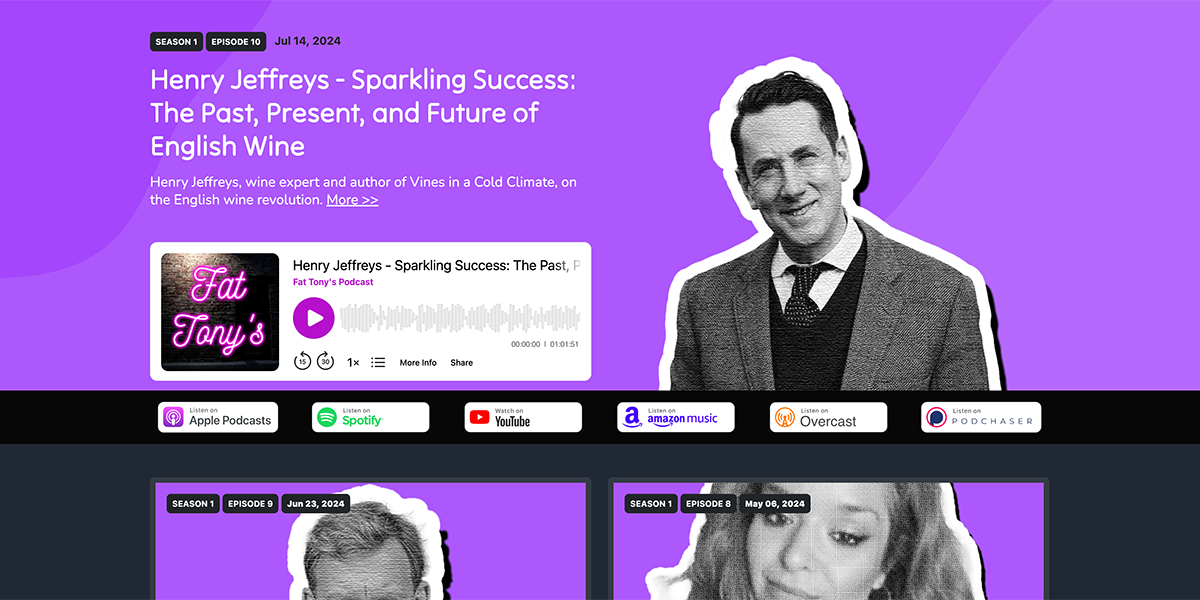 SEASON 1 EPISODE 10 Jul 14, 2024
Henry Jeffreys - Sparkling Success:
The Past, Present, and Future of
English Wine
Henry Jeffreys, wine expert and author of Vines in a Cold Climate, on
the English wine revolution. More >>
Fat
Tony's
Henry Jeffreys - Sparkling Success: The Past, P
Fat Tony's Podcast
00:00:00 | 01:01:51
15 30 1× More Info Share
Listen on
Apple Podcasts
Listen on
Spotify
Watch on
YouTube
a
Listen on
amazon music
Listen on
Overcast
Listen on
PODCHASER
SEASON 1 EPISODE 9 Jun 23, 2024
SEASON 1 EPISODE 8 May 06, 2024